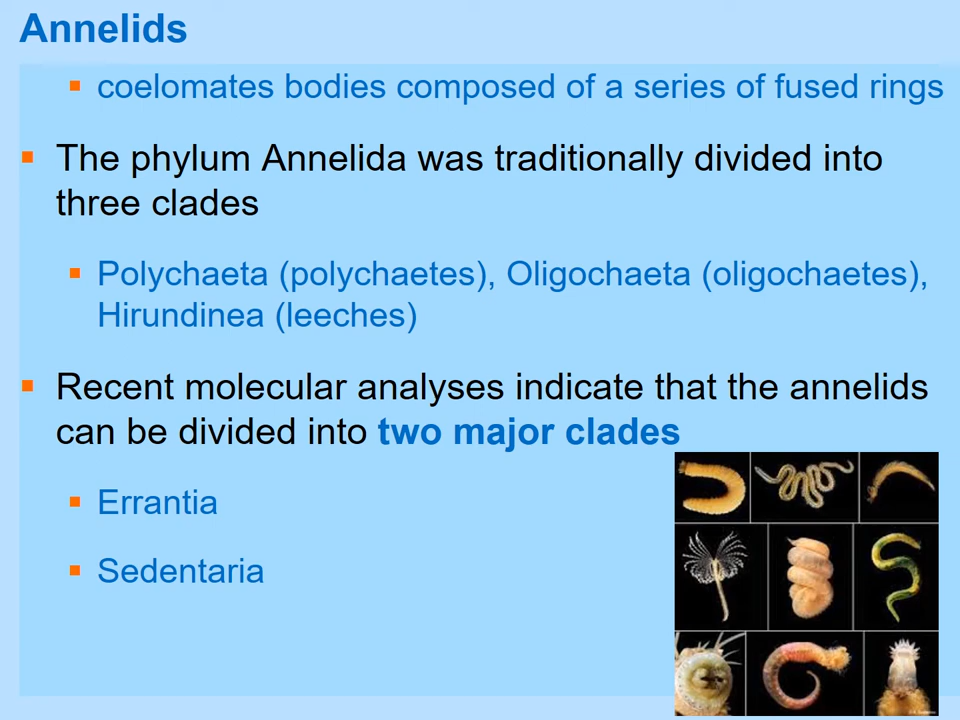 Annelids
▪ coelomates bodies composed of a series of fused rings
▪ The phylum Annelida was traditionally divided into
three clades
▪ Polychaeta (polychaetes), Oligochaeta (oligochaetes),
Hirundinea (leeches)
▪ Recent molecular analyses indicate that the annelids
can be divided into two major clades
▪ Errantia
▪ Sedentaria